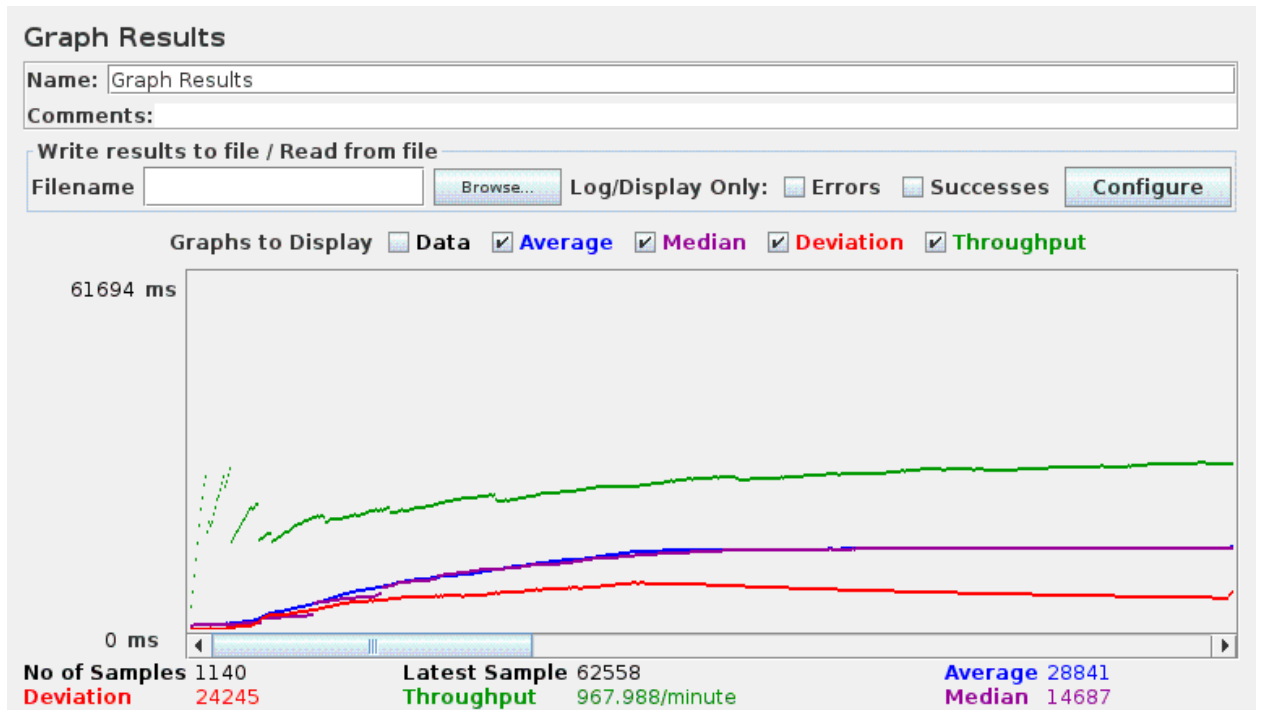 Graph Results
Name: Graph Results
Comments:
Write results to file / Read from file
Filename Browse... Log/Display Only: Errors Successes Configure
Graphs to Display Data Average Median Deviation Throughput
61694 ms
0 ms
No of Samples 1140 Latest Sample 62558 Average 28841
Deviation 24245 Throughput 967.988/minute Median 14687